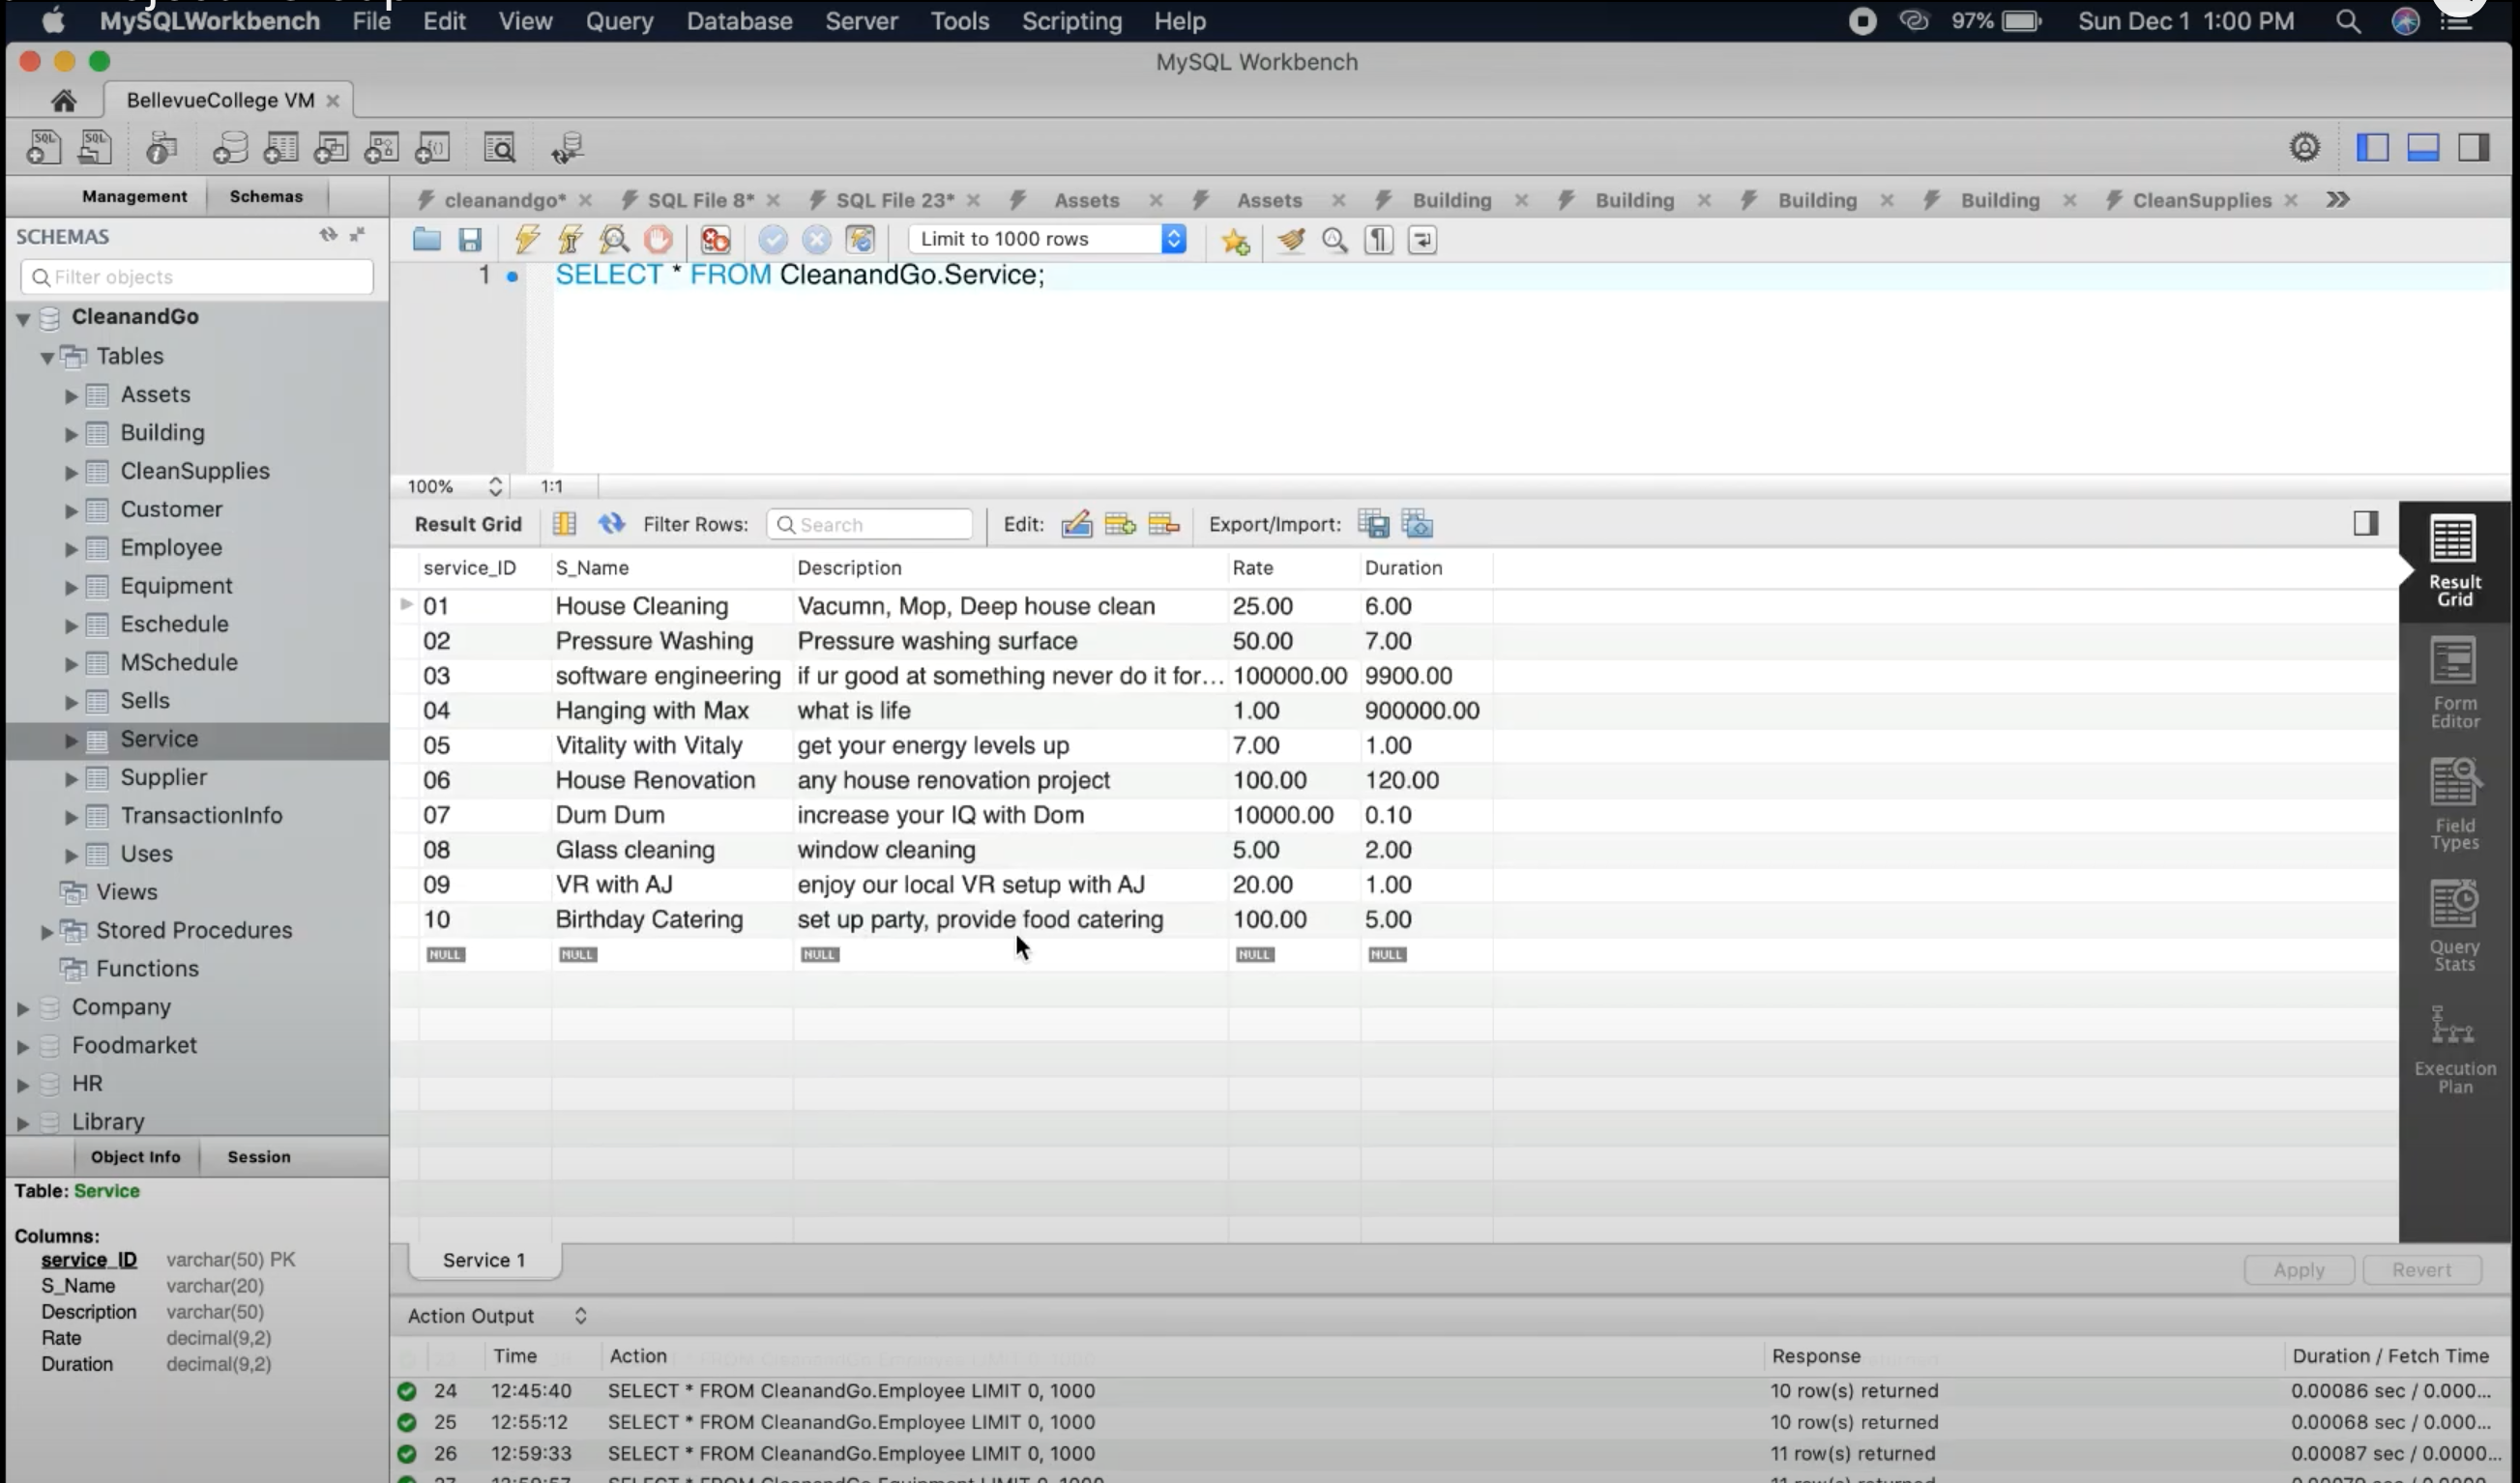 MySQLWorkbench File Edit View Query Database Server Tools Scripting Help 97% Sun Dec 1 1:00 PM
MySQL Workbench
BellevueCollege VM
Management Schemas
cleanandgo* SQL File 8* SQL File 23* Assets Assets Building Building Building Building CleanSupplies
SCHEMAS
Limit to 1000 rows
Filter objects
1 SELECT * FROM CleanandGo.Service;
CleanandGo
Tables
Assets
Building
CleanSupplies
Customer
Employee
Equipment
Eschedule
MSchedule
Sells
Service
Supplier
TransactionInfo
Uses
Views
Stored Procedures
Functions
Company
Foodmarket
HR
Library
100% 1:1
Result Grid Filter Rows: Search Edit: Export/Import:
service_ID S_Name Description Rate Duration
01 House Cleaning Vacumn, Mop, Deep house clean 25.00 6.00
02 Pressure Washing Pressure washing surface 50.00 7.00
03 software engineering if ur good at something never do it for... 100000.00 9900.00
04 Hanging with Max what is life 1.00 900000.00
05 Vitality with Vitaly get your energy levels up 7.00 1.00
06 House Renovation any house renovation project 100.00 120.00
07 Dum Dum increase your IQ with Dom 10000.00 0.10
08 Glass cleaning window cleaning 5.00 2.00
09 VR with AJ enjoy our local VR setup with AJ 20.00 1.00
10 Birthday Catering set up party, provide food catering 100.00 5.00
NULL NULL NULL NULL NULL
Result
Grid
Form
Editor
Field
Types
Query
Stats
Execution
Plan
Object Info Session
Table: Service
Columns:
service_ID varchar(50) PK
S_Name varchar(20)
Description varchar(50)
Rate decimal(9,2)
Duration decimal(9,2)
Service 1
Apply Revert
Action Output
Time Action Response Duration / Fetch Time
24 12:45:40 SELECT * FROM CleanandGo.Employee LIMIT 0, 1000 10 row(s) returned 0.00086 sec / 0.000...
25 12:55:12 SELECT * FROM CleanandGo.Employee LIMIT 0, 1000 10 row(s) returned 0.00068 sec / 0.000...
26 12:59:33 SELECT * FROM CleanandGo.Employee LIMIT 0, 1000 11 row(s) returned 0.00087 sec / 0.0000...